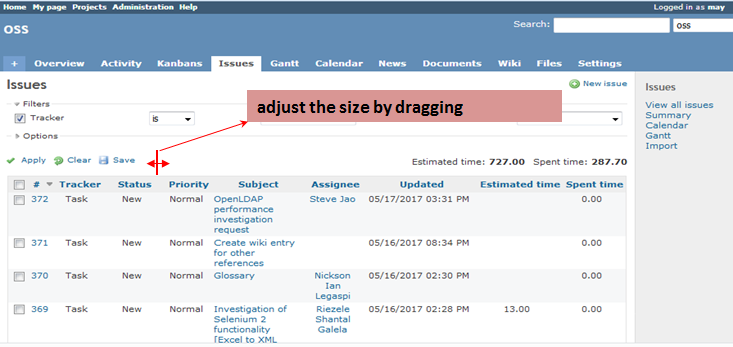 Home My page Projects Administration Help Logged in as may
oss
Search: oss
+ Overview Activity Kanbans Issues Gantt Calendar News Documents Wiki Files Settings
Issues
New issue
Filters
Tracker is
adjust the size by dragging
Options
Apply Clear Save
Estimated time: 727.00 Spent time: 287.70
# Tracker Status Priority Subject Assignee Updated Estimated time Spent time
372 Task New Normal OpenLDAP performance investigation request Steve Jao 05/17/2017 03:31 PM 0.00
371 Task New Normal Create wiki entry for other references 05/16/2017 08:34 PM 0.00
370 Task New Normal Glossary Nickson Ian Legaspi 05/16/2017 02:30 PM 0.00
369 Task New Normal Investigation of Selenium 2 functionality [Excel to XML Riezele Shantal Galela 05/16/2017 02:28 PM 13.00 0.00
Issues
View all issues
Summary
Calendar
Gantt
Import